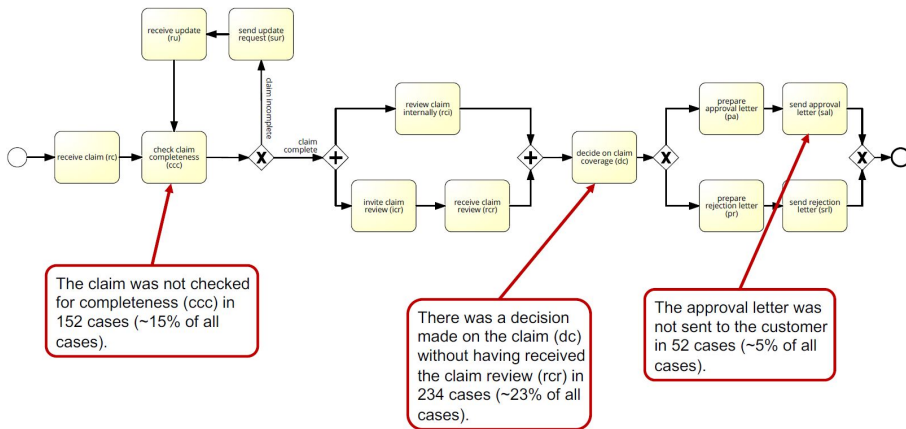 receive update
(ru)
send update
request (sur)
claim incomplete
receive claim (rc)
check claim
completeness
(ccc)
X
claim
complete
+
review claim
internally (rci)
invite claim
review (icr)
receive claim
review (rcr)
+
decide on claim
coverage (dc)
X
prepare
approval letter
(pa)
send approval
letter (sal)
prepare
rejection letter
(pr)
send rejection
letter (srl)
X
The claim was not checked
for completeness (ccc) in
152 cases (~15% of all
cases).
There was a decision
made on the claim (dc)
without having received
the claim review (rcr) in
234 cases (~23% of all
cases).
The approval letter was
not sent to the customer
in 52 cases (~5% of all
cases).